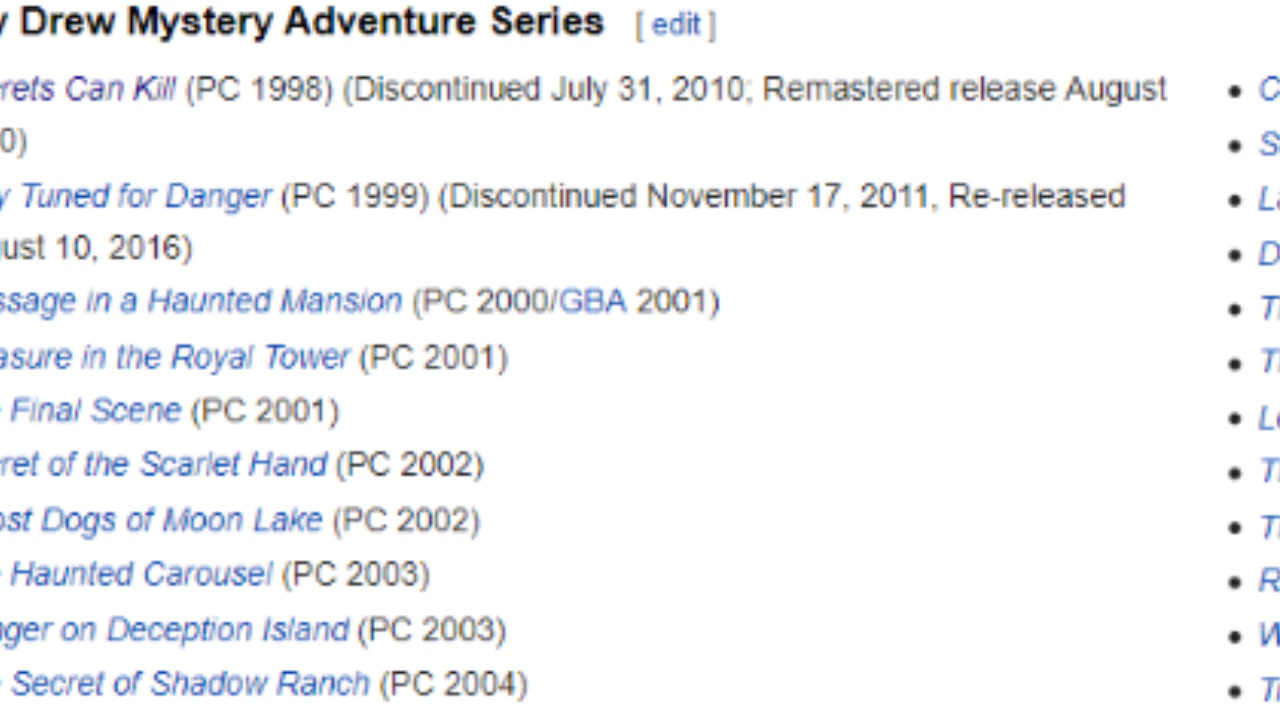 y Drew Mystery Adventure Series [ edit ]
rets Can Kill (PC 1998) (Discontinued July 31, 2010; Remastered release August
0)
y Tuned for Danger (PC 1999) (Discontinued November 17, 2011, Re-released
ust 10, 2016)
ssage in a Haunted Mansion (PC 2000/GBA 2001)
asure in the Royal Tower (PC 2001)
Final Scene (PC 2001)
ret of the Scarlet Hand (PC 2002)
ost Dogs of Moon Lake (PC 2002)
Haunted Carousel (PC 2003)
ger on Deception Island (PC 2003)
Secret of Shadow Ranch (PC 2004)